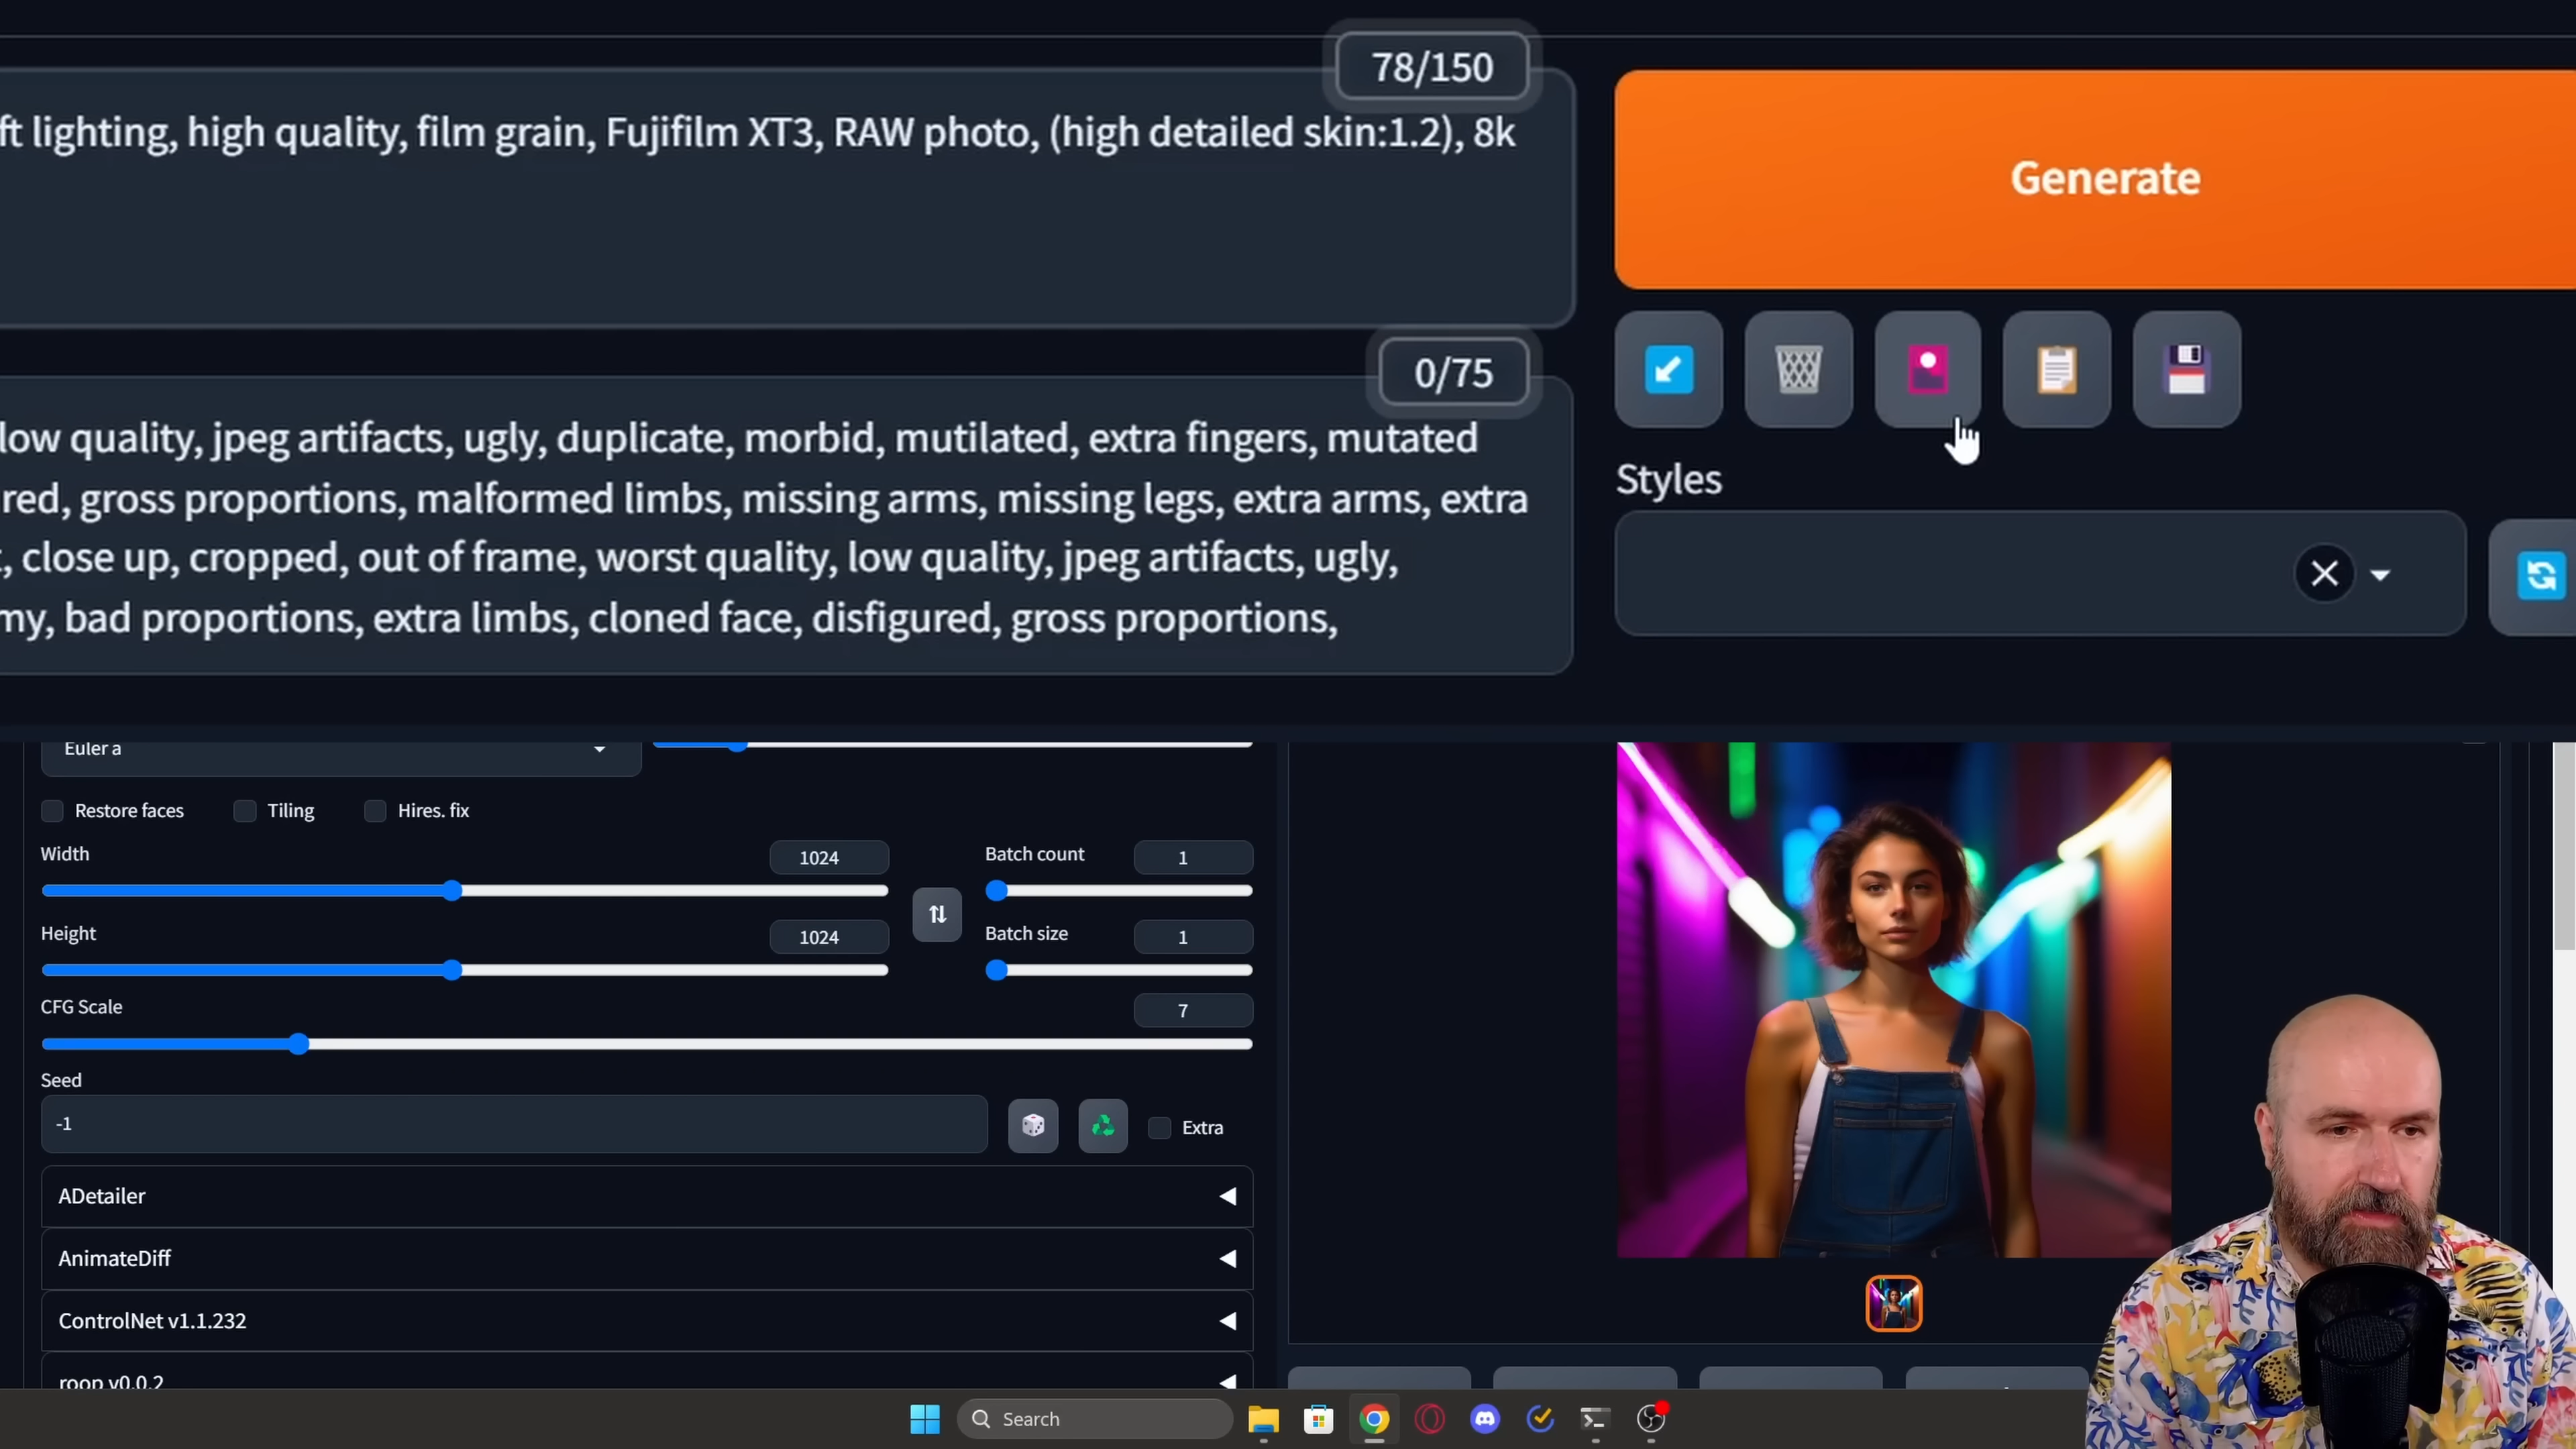 78/150
ft lighting, high quality, film grain, Fujifilm XT3, RAW photo, (high detailed skin:1.2), 8k
Generate
0/75
low quality, jpeg artifacts, ugly, duplicate, morbid, mutilated, extra fingers, mutated
red, gross proportions, malformed limbs, missing arms, missing legs, extra arms, extra
, close up, cropped, out of frame, worst quality, low quality, jpeg artifacts, ugly,
my, bad proportions, extra limbs, cloned face, disfigured, gross proportions,
Styles
Euler a
Restore faces
Tiling
Hires. fix
Width
1024
Batch count
1
Height
1024
Batch size
1
CFG Scale
7
Seed
-1
Extra
ADetailer
AnimateDiff
ControlNet v1.1.232
roop v0.0.2
Search